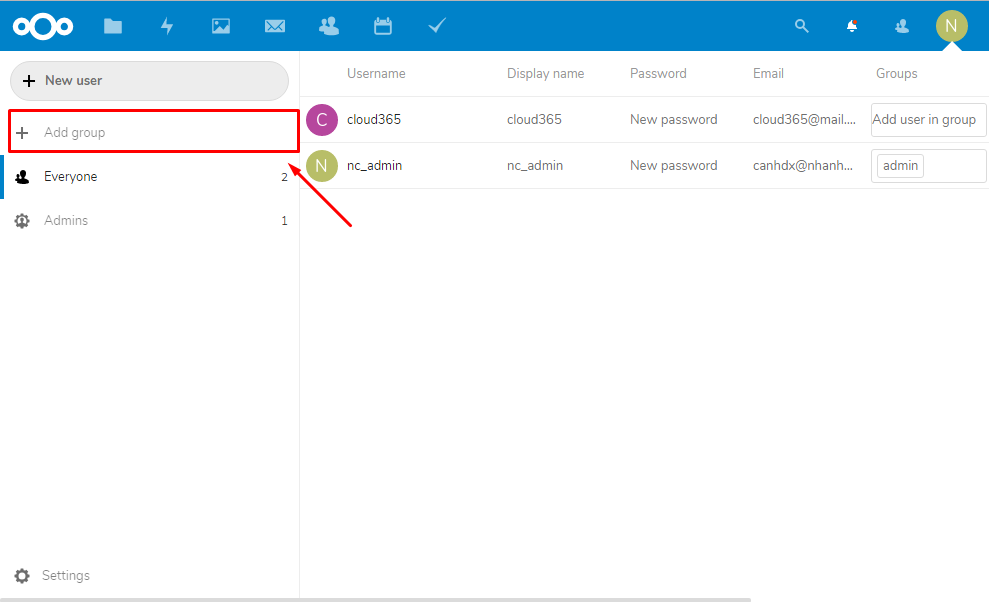 N
New user
Add group
Everyone 2
Admins 1
Settings
Username Display name Password Email Groups
C cloud365 cloud365 New password cloud365@mail.... Add user in group
N nc_admin nc_admin New password canhdx@nhanh... admin